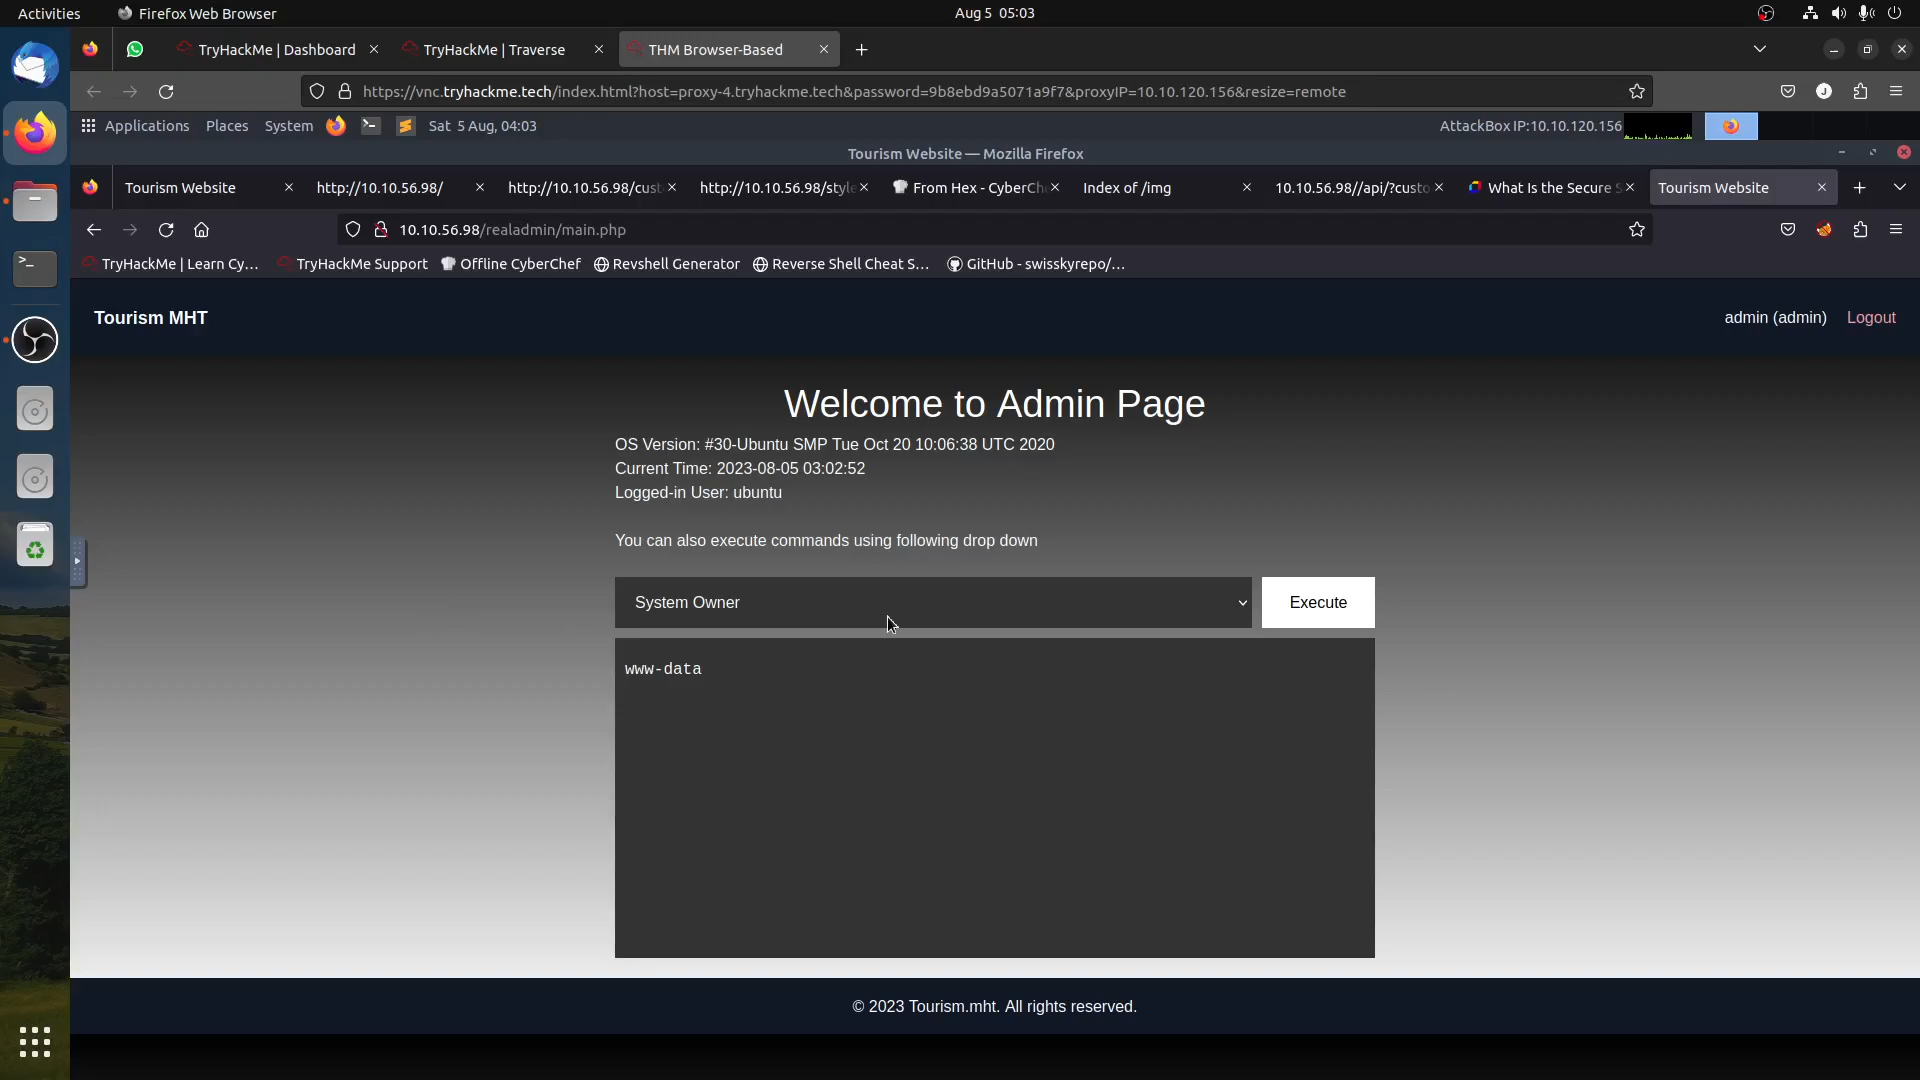 Activities Firefox Web Browser Aug 5 05:03
TryHackMe | Dashboard TryHackMe | Traverse THM Browser-Based
https://vnc.tryhackme.tech/index.html?host=proxy-4.tryhackme.tech&password=9b8ebd9a5071a9f7&proxyIP=10.10.120.156&resize=remote
Applications Places System Sat 5 Aug, 04:03 AttackBox IP:10.10.120.156
Tourism Website — Mozilla Firefox
Tourism Website http://10.10.56.98/ http://10.10.56.98/cust http://10.10.56.98/style From Hex - CyberChe Index of /img 10.10.56.98//api/?custo What Is the Secure S Tourism Website
10.10.56.98/realadmin/main.php
TryHackMe | Learn Cy... TryHackMe Support Offline CyberChef Revshell Generator Reverse Shell Cheat S... GitHub - swisskyrepo/...
Tourism MHT admin (admin) Logout
Welcome to Admin Page
OS Version: #30-Ubuntu SMP Tue Oct 20 10:06:38 UTC 2020
Current Time: 2023-08-05 03:02:52
Logged-in User: ubuntu
You can also execute commands using following drop down
System Owner Execute
www-data
© 2023 Tourism.mht. All rights reserved.